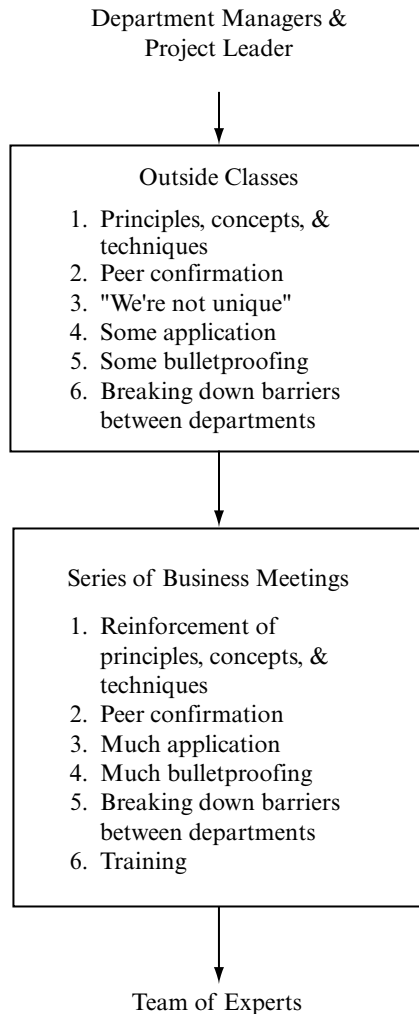 Department Managers &
Project Leader
Outside Classes
1. Principles, concepts, &
techniques
2. Peer confirmation
3. "We're not unique"
4. Some application
5. Some bulletproofing
6. Breaking down barriers
between departments
Series of Business Meetings
1. Reinforcement of
principles, concepts, &
techniques
2. Peer confirmation
3. Much application
4. Much bulletproofing
5. Breaking down barriers
between departments
6. Training
Team of Experts